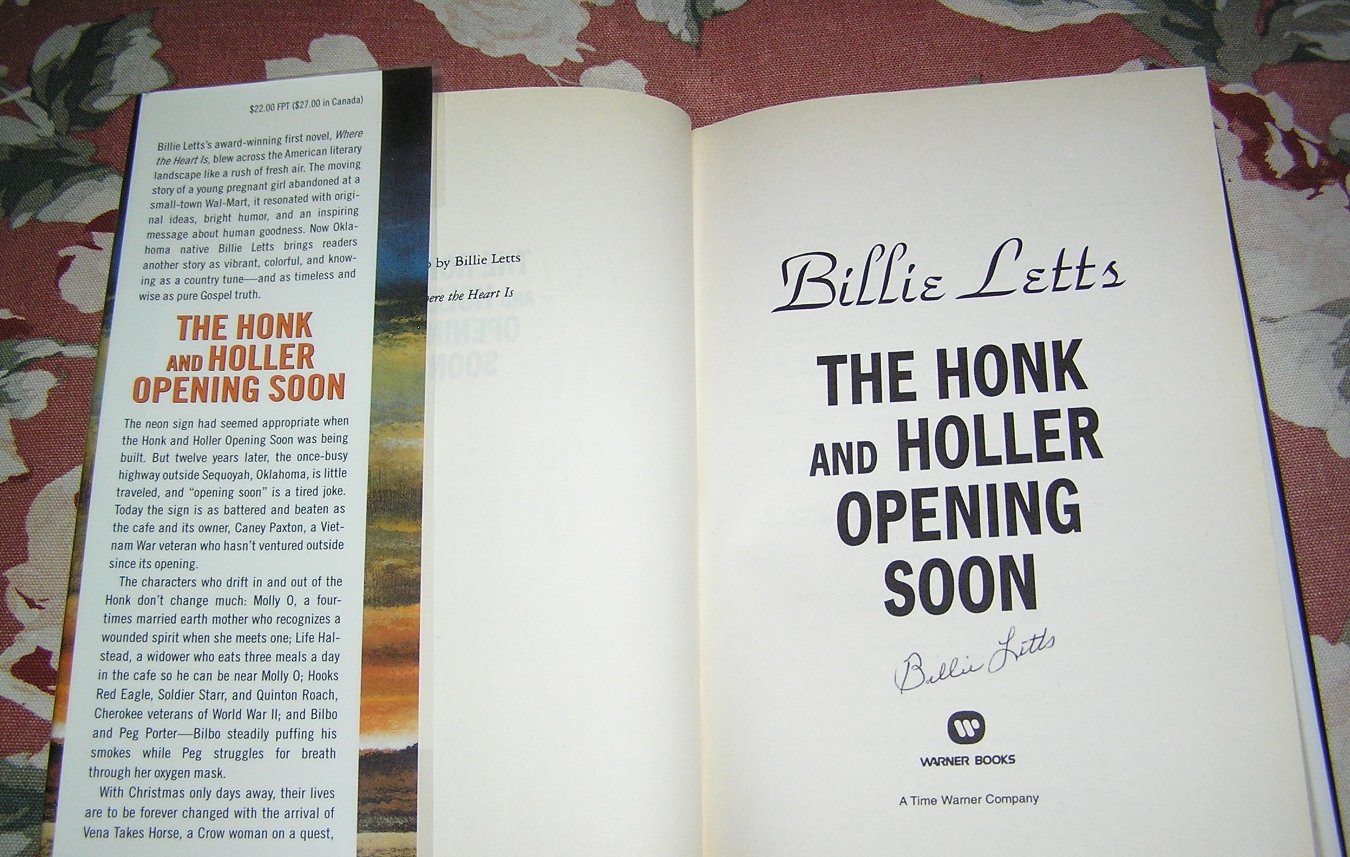 $22.00 FPT ($27.00 in Canada)
Billie Letts's award-winning first novel, Where
the Heart Is, blew across the American literary
landscape like a rush of fresh air. The moving
story of a young pregnant girl abandoned at a
small-town Wal-Mart, it resonated with origi-
nal ideas, bright humor, and an inspiring
message about human goodness. Now Okla-
homa native Billie Letts brings readers
another story as vibrant, colorful, and know-
ing as a country tune—and as timeless and
wise as pure Gospel truth.
THE HONK
AND HOLLER
OPENING SOON
The neon sign had seemed appropriate when
the Honk and Holler Opening Soon was being
built. But twelve years later, the once-busy
highway outside Sequoyah, Oklahoma, is little
traveled, and “opening soon” is a tired joke.
Today the sign is as battered and beaten as
the cafe and its owner, Caney Paxton, a Viet-
nam War veteran who hasn't ventured outside
since its opening.
The characters who drift in and out of the
Honk don't change much: Molly O, a four-
times married earth mother who recognizes a
wounded spirit when she meets one; Life Hal-
stead, a widower who eats three meals a day
in the cafe so he can be near Molly O; Hooks
Red Eagle, Soldier Starr, and Quinton Roach,
Cherokee veterans of World War II; and Bilbo
and Peg Porter—Bilbo steadily puffing his
smokes while Peg struggles for breath
through her oxygen mask.
With Christmas only days away, their lives
are to be forever changed with the arrival of
Vena Takes Horse, a Crow woman on a quest,
by Billie Letts
the Heart Is
Billie Letts
THE HONK
AND HOLLER
OPENING
SOON
Billie Letts
WARNER BOOKS
A Time Warner Company